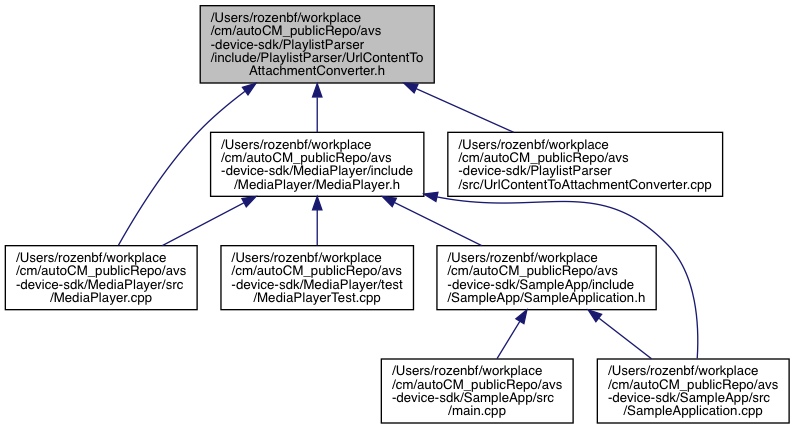 /Users/rozenbf/workplace
/cm/autoCM_publicRepo/avs
-device-sdk/PlaylistParser
/include/PlaylistParser/UrlContentTo
AttachmentConverter.h
/Users/rozenbf/workplace
/cm/autoCM_publicRepo/avs
-device-sdk/MediaPlayer/include
/MediaPlayer/MediaPlayer.h
/Users/rozenbf/workplace
/cm/autoCM_publicRepo/avs
-device-sdk/PlaylistParser
/src/UrlContentToAttachmentConverter.cpp
/Users/rozenbf/workplace
/cm/autoCM_publicRepo/avs
-device-sdk/MediaPlayer/src
/MediaPlayer.cpp
/Users/rozenbf/workplace
/cm/autoCM_publicRepo/avs
-device-sdk/MediaPlayer/test
/MediaPlayerTest.cpp
/Users/rozenbf/workplace
/cm/autoCM_publicRepo/avs
-device-sdk/SampleApp/include
/SampleApp/SampleApplication.h
/Users/rozenbf/workplace
/cm/autoCM_publicRepo/avs
-device-sdk/SampleApp/src
/main.cpp
/Users/rozenbf/workplace
/cm/autoCM_publicRepo/avs
-device-sdk/SampleApp/src
/SampleApplication.cpp